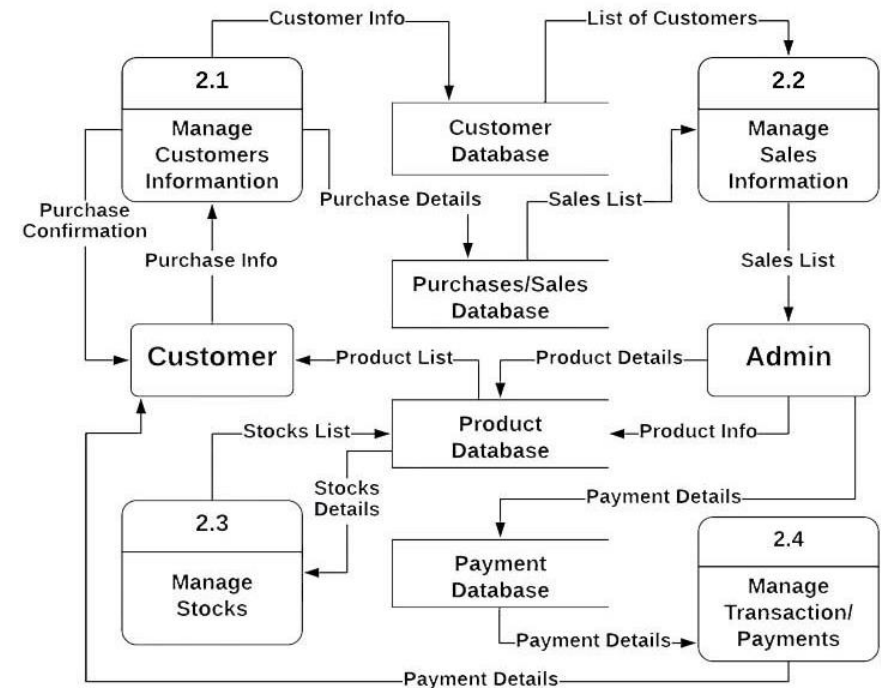 Customer Info
List of Customers
2.1
Manage
Customers
Informantion
Customer
Database
2.2
Manage
Sales
Information
Purchase
Confirmation
Purchase Details
Sales List
Purchase Info
Purchases/Sales
Database
Sales List
Customer
Product List
Product Details
Admin
Stocks List
Product
Database
Product Info
Stocks
Details
Payment Details
2.3
Manage
Stocks
Payment
Database
2.4
Manage
Transaction/
Payments
Payment Details
Payment Details